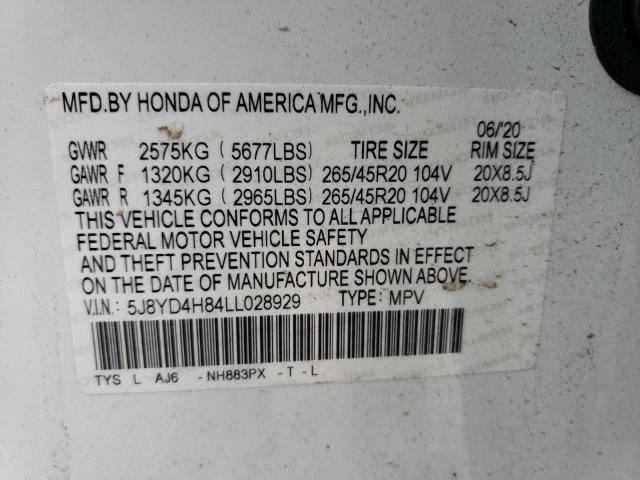 MFD.BY HONDA OF AMERICA MFG.,INC.
06/'20
GVWR 2575KG ( 5677LBS) TIRE SIZE RIM SIZE
GAWR F 1320KG ( 2910LBS) 265/45R20 104V 20X8.5J
GAWR R 1345KG ( 2965LBS) 265/45R20 104V 20X8.5J
THIS VEHICLE CONFORMS TO ALL APPLICABLE
FEDERAL MOTOR VEHICLE SAFETY
AND THEFT PREVENTION STANDARDS IN EFFECT
ON THE DATE OF MANUFACTURE SHOWN ABOVE.
V.I.N.: 5J8YD4H84LL028929 TYPE: MPV
TYS L AJ6 - NH883PX - T - L